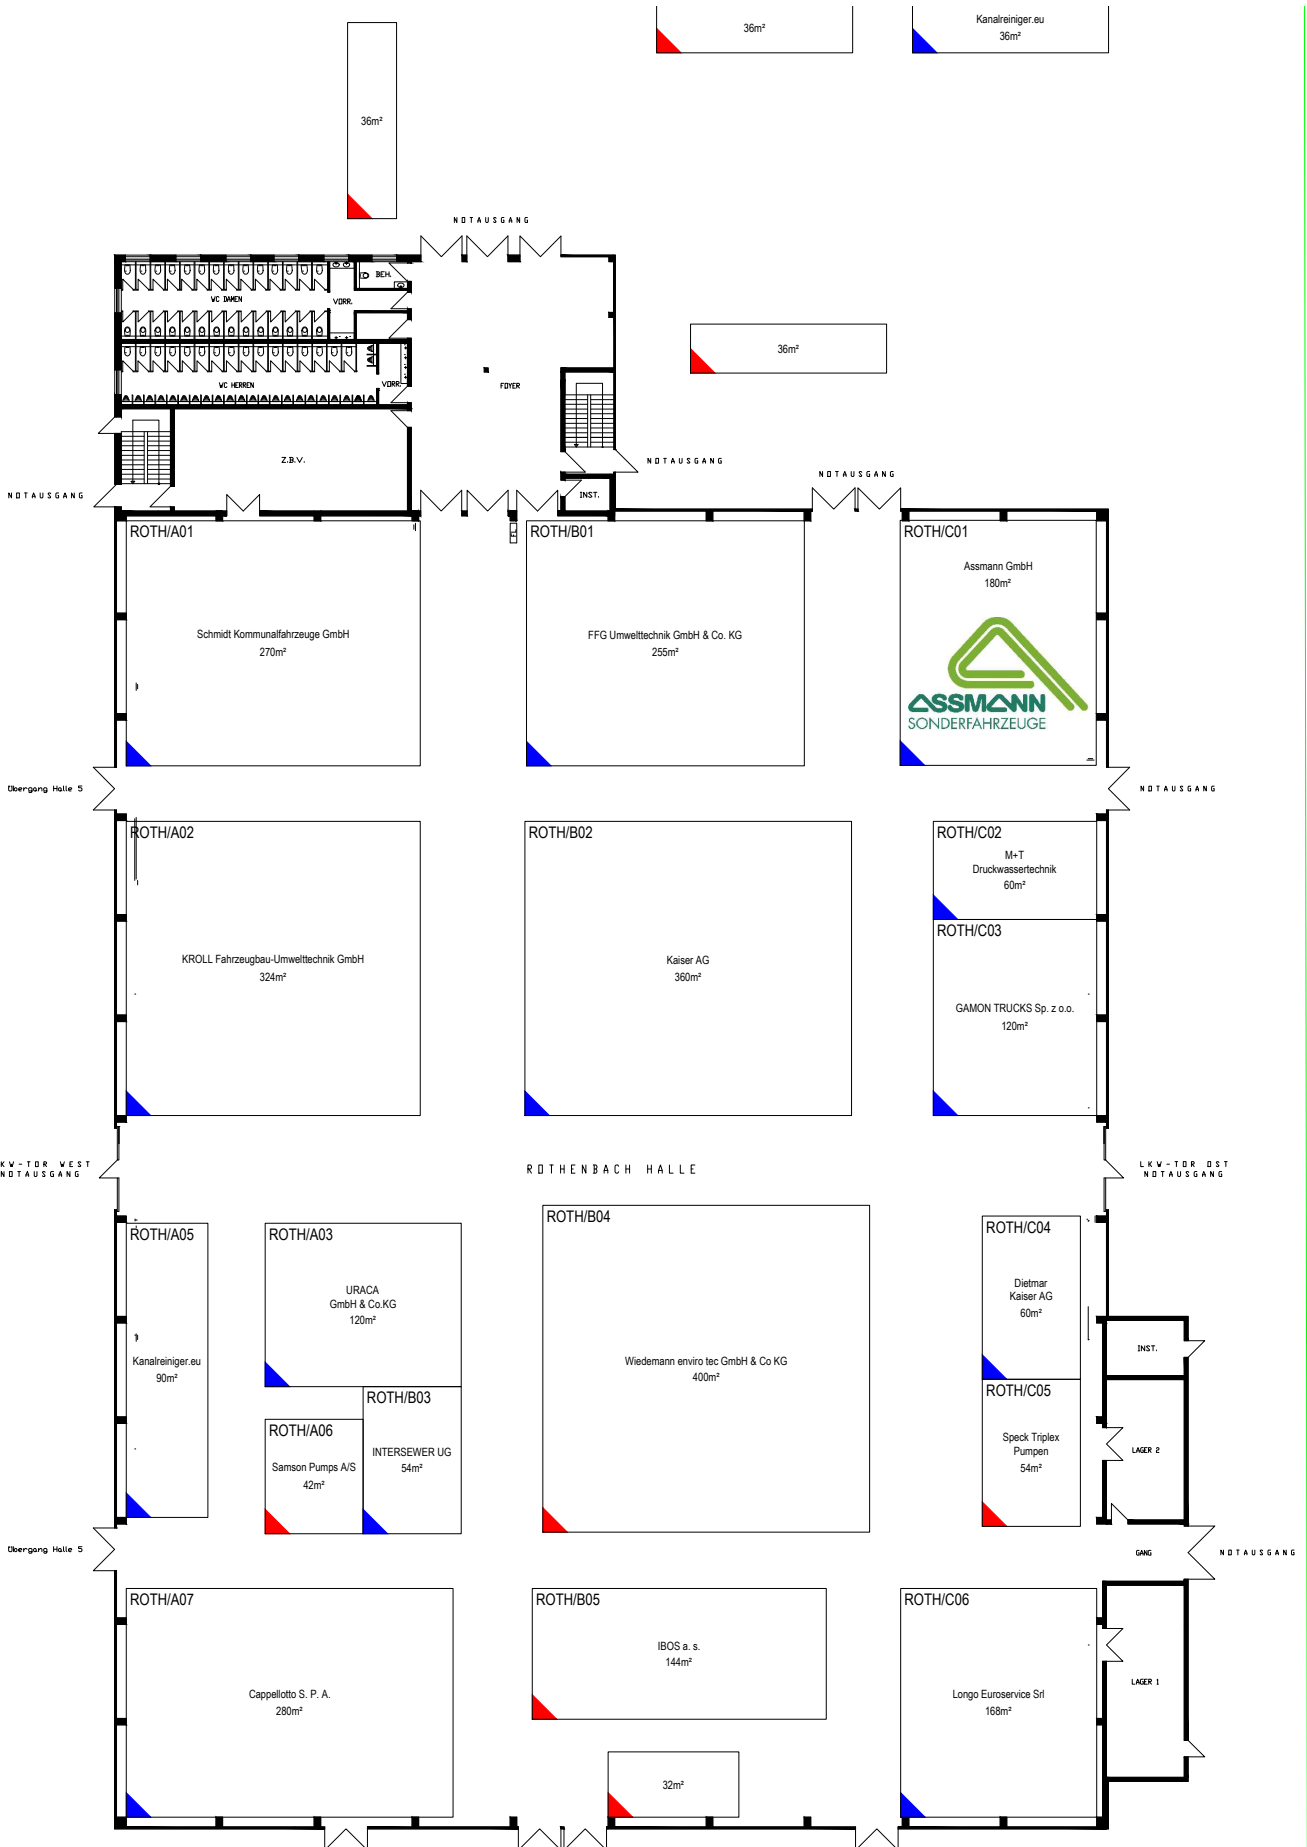 36m²
Kanalreiniger.eu
36m²
36m²
NOTAUSGANG
BEH.
WC DAMEN
VORR.
36m²
WC HERREN
VORR.
FOYER
Z.B.V.
NOTAUSGANG
NOTAUSGANG
NOTAUSGANG
INST.
ROTH/A01
Schmidt Kommunalfahrzeuge GmbH
270m²
FL
ROTH/B01
FFG Umwelttechnik GmbH & Co. KG
255m²
ROTH/C01
Assmann GmbH
180m²
ASSMANN
SONDERFAHRZEUGE
Übergang Halle 5
NOTAUSGANG
ROTH/A02
KROLL Fahrzeugbau-Umwelttechnik GmbH
324m²
ROTH/B02
Kaiser AG
360m²
ROTH/C02
M+T
Druckwassertechnik
60m²
ROTH/C03
GAMON TRUCKS Sp. z o.o.
120m²
KW-TOR WEST
NOTAUSGANG
ROTHENBACH HALLE
LKW-TOR OST
NOTAUSGANG
ROTH/A05
Kanalreiniger.eu
90m²
ROTH/A03
URACA
GmbH & Co.KG
120m²
ROTH/B03
INTERSEWER UG
54m²
ROTH/A06
Samson Pumps A/S
42m²
ROTH/B04
Wiedemann enviro tec GmbH & Co KG
400m²
ROTH/C04
Dietmar
Kaiser AG
60m²
ROTH/C05
Speck Triplex
Pumpen
54m²
INST.
LAGER 2
Übergang Halle 5
GANG
NOTAUSGANG
ROTH/A07
Cappellotto S. P. A.
280m²
ROTH/B05
IBOS a. s.
144m²
32m²
ROTH/C06
Longo Euroservice Srl
168m²
LAGER 1